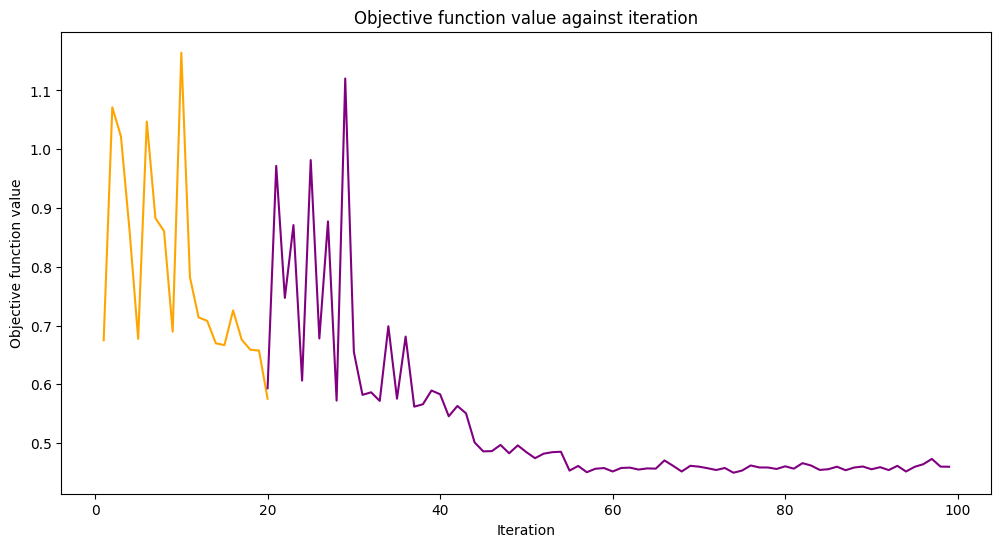 Objective function value against iteration
Objective function value
1.1
1.0
0.9
0.8
0.7
0.6
0.5
0 20 40 60 80 100
Iteration